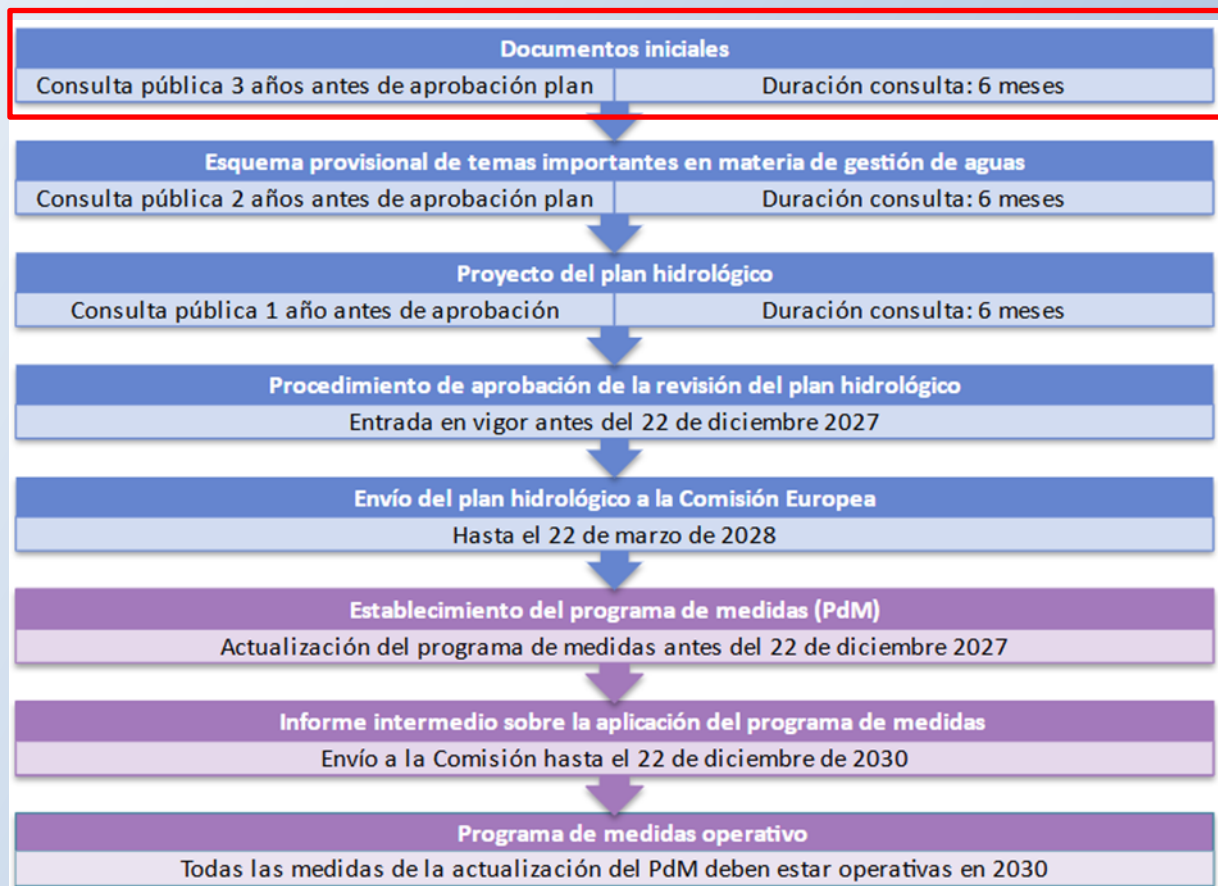 Documentos iniciales
Consulta pública 3 años antes de aprobación plan
Duración consulta: 6 meses
Esquema provisional de temas importantes en materia de gestión de aguas
Consulta pública 2 años antes de aprobación plan
Duración consulta: 6 meses
Proyecto del plan hidrológico
Consulta pública 1 año antes de aprobación
Duración consulta: 6 meses
Procedimiento de aprobación de la revisión del plan hidrológico
Entrada en vigor antes del 22 de diciembre 2027
Envío del plan hidrológico a la Comisión Europea
Hasta el 22 de marzo de 2028
Establecimiento del programa de medidas (PdM)
Actualización del programa de medidas antes del 22 de diciembre 2027
Informe intermedio sobre la aplicación del programa de medidas
Envío a la Comisión hasta el 22 de diciembre de 2030
Programa de medidas operativo
Todas las medidas de la actualización del PdM deben estar operativas en 2030